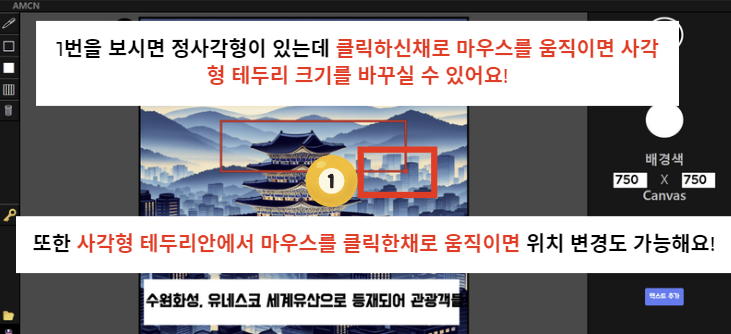 AMCN
1번을 보시면 정사각형이 있는데 클릭하신채로 마우스를 움직이면 사각
형 테두리 크기를 바꾸실 수 있어요!
1
배경색
750 X 750
Canvas
또한 사각형 테두리안에서 마우스를 클릭한채로 움직이면 위치 변경도 가능해요!
수원화성, 유네스코 세계유산으로 등재되어 관광객들
텍스트 추가